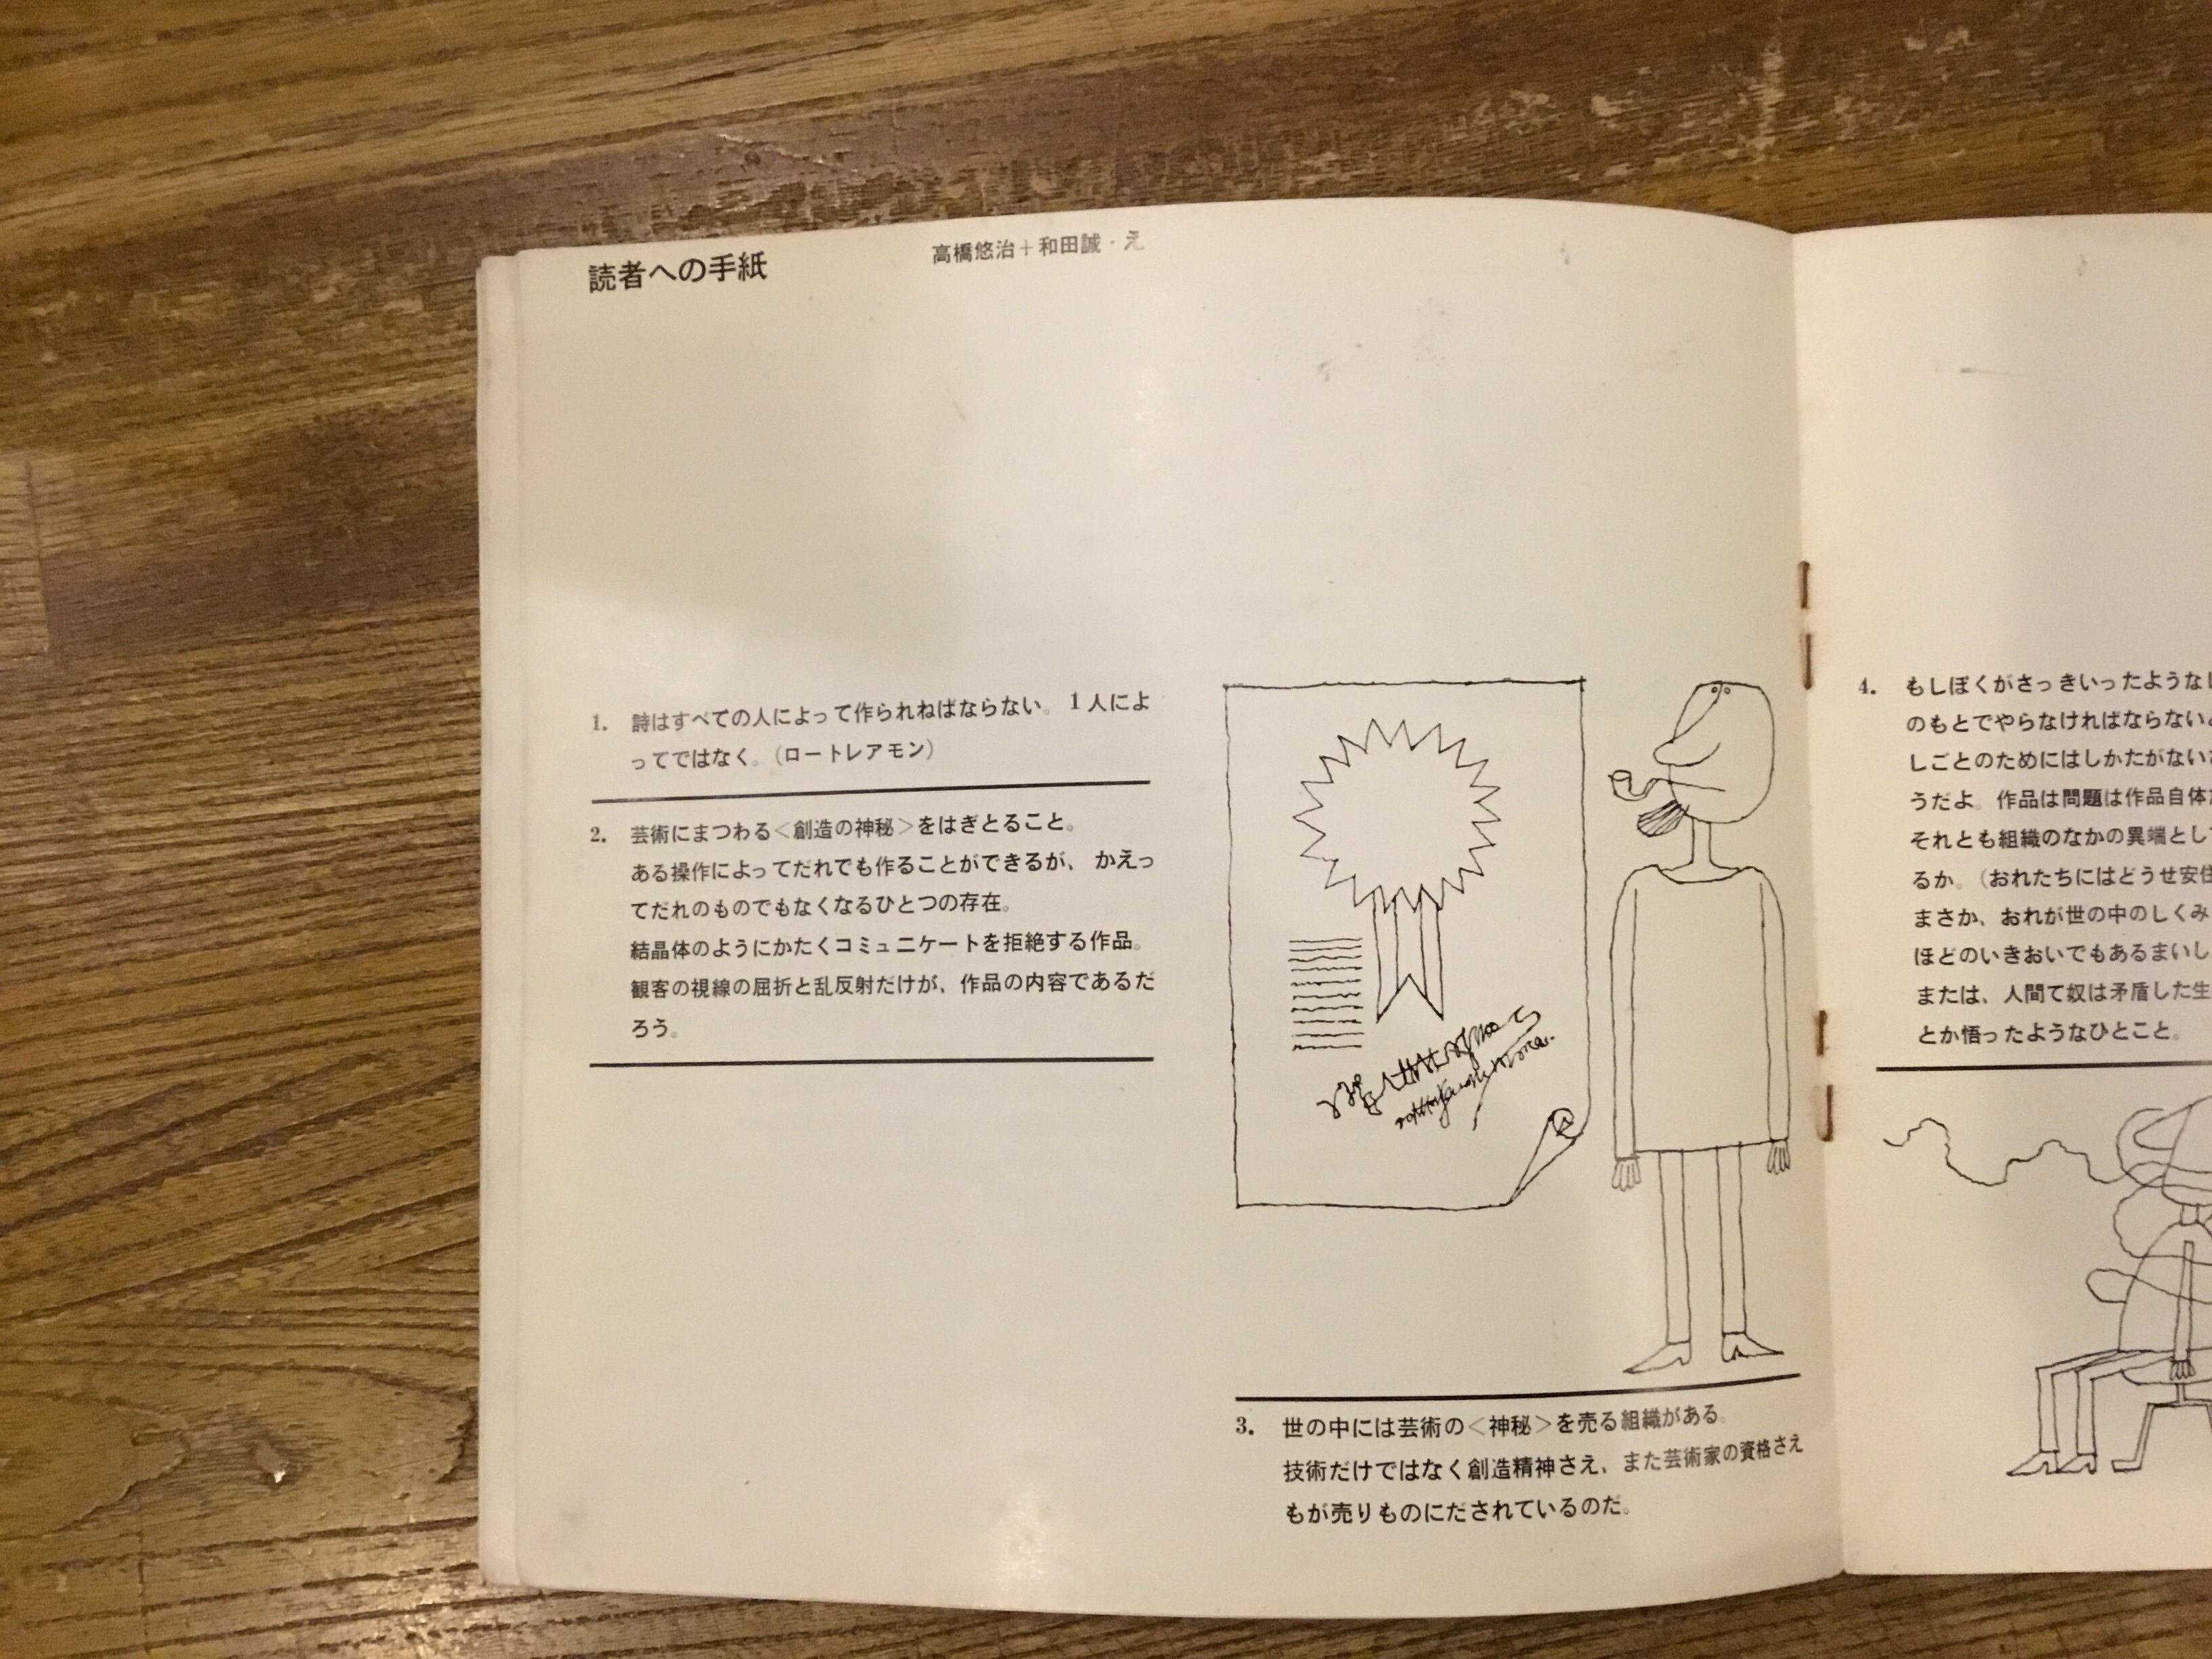 読者への手紙
高橋悠治＋和田誠・え
1. 詩はすべての人によって作られねばならない。1人によ
ってではなく。（ロートレアモン）
2. 芸術にまつわる＜創造の神秘＞をはぎとること。
ある操作によってだれでも作ることができるが、かえっ
てだれのものでもなくなるひとつの存在。
結晶体のようにかたくコミュニケートを拒絶する作品。
観客の視線の屈折と乱反射だけが、作品の内容であるだ
ろう。
3. 世の中には芸術の＜神秘＞を売る組織がある。
技術だけではなく創造精神さえ、また芸術家の資格さえ
もが売りものにだされているのだ。
4. もしぼくがさっきいったような
のもとでやらなければならない
しごとのためにはしかたがない
うだよ。作品は問題は作品自体
それとも組織のなかの異端として
るか。（おれたちにはどうせ安住
まさか、おれが世の中のしくみ
ほどのいきおいでもあるまいし
または、人間て奴は矛盾した生
とか悟ったようなひとこと。